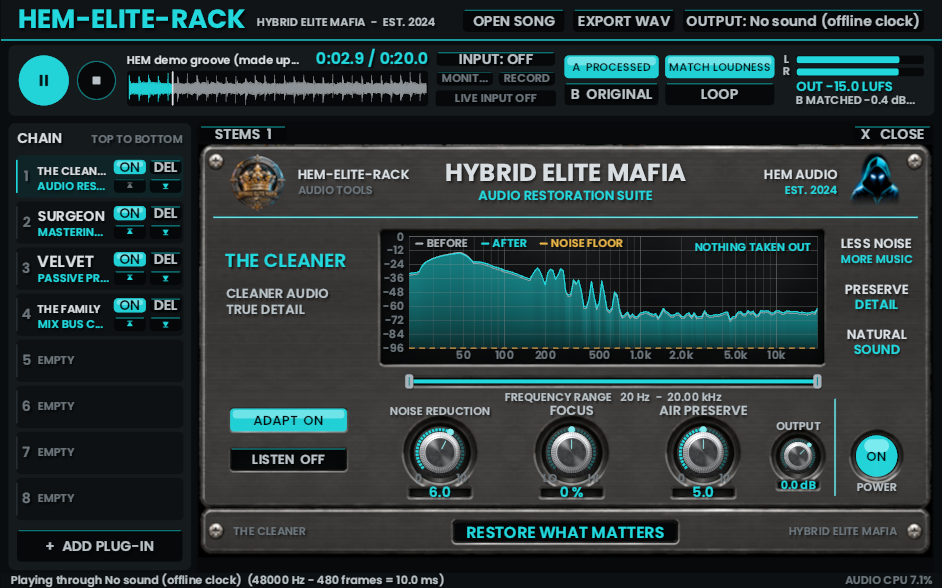 HEM-ELITE-RACK HYBRID ELITE MAFIA - EST. 2024 OPEN SONG EXPORT WAV OUTPUT: No sound (offline clock)
HEM demo groove (made up... 0:02.9 / 0:20.0
INPUT: OFF
MONIT... RECORD
LIVE INPUT OFF
A PROCESSED MATCH LOUDNESS
B ORIGINAL LOOP
L
R
OUT -15.0 LUFS
B MATCHED -0.4 dB...
CHAIN TOP TO BOTTOM
1 THE CLEAN... ON DEL
AUDIO RES...
2 SURGEON ON DEL
MASTERIN...
3 VELVET ON DEL
PASSIVE PR...
4 THE FAMILY ON DEL
MIX BUS C...
5 EMPTY
6 EMPTY
7 EMPTY
8 EMPTY
+ ADD PLUG-IN
STEMS 1 X CLOSE
HEM-ELITE-RACK
AUDIO TOOLS
HYBRID ELITE MAFIA
AUDIO RESTORATION SUITE
HEM AUDIO
EST. 2024
THE CLEANER
CLEANER AUDIO
TRUE DETAIL
BEFORE AFTER NOISE FLOOR NOTHING TAKEN OUT
0
-12
-24
-36
-48
-60
-72
-84
-96
50 100 200 500 1.0k 2.0k 5.0k 10k
LESS NOISE
MORE MUSIC
PRESERVE
DETAIL
NATURAL
SOUND
FREQUENCY RANGE 20 Hz - 20.00 kHz
ADAPT ON
LISTEN OFF
NOISE REDUCTION FOCUS AIR PRESERVE OUTPUT
6.0 0 % 5.0 0.0 dB
ON
POWER
THE CLEANER RESTORE WHAT MATTERS HYBRID ELITE MAFIA
Playing through No sound (offline clock) (48000 Hz - 480 frames = 10.0 ms) AUDIO CPU 7.1%